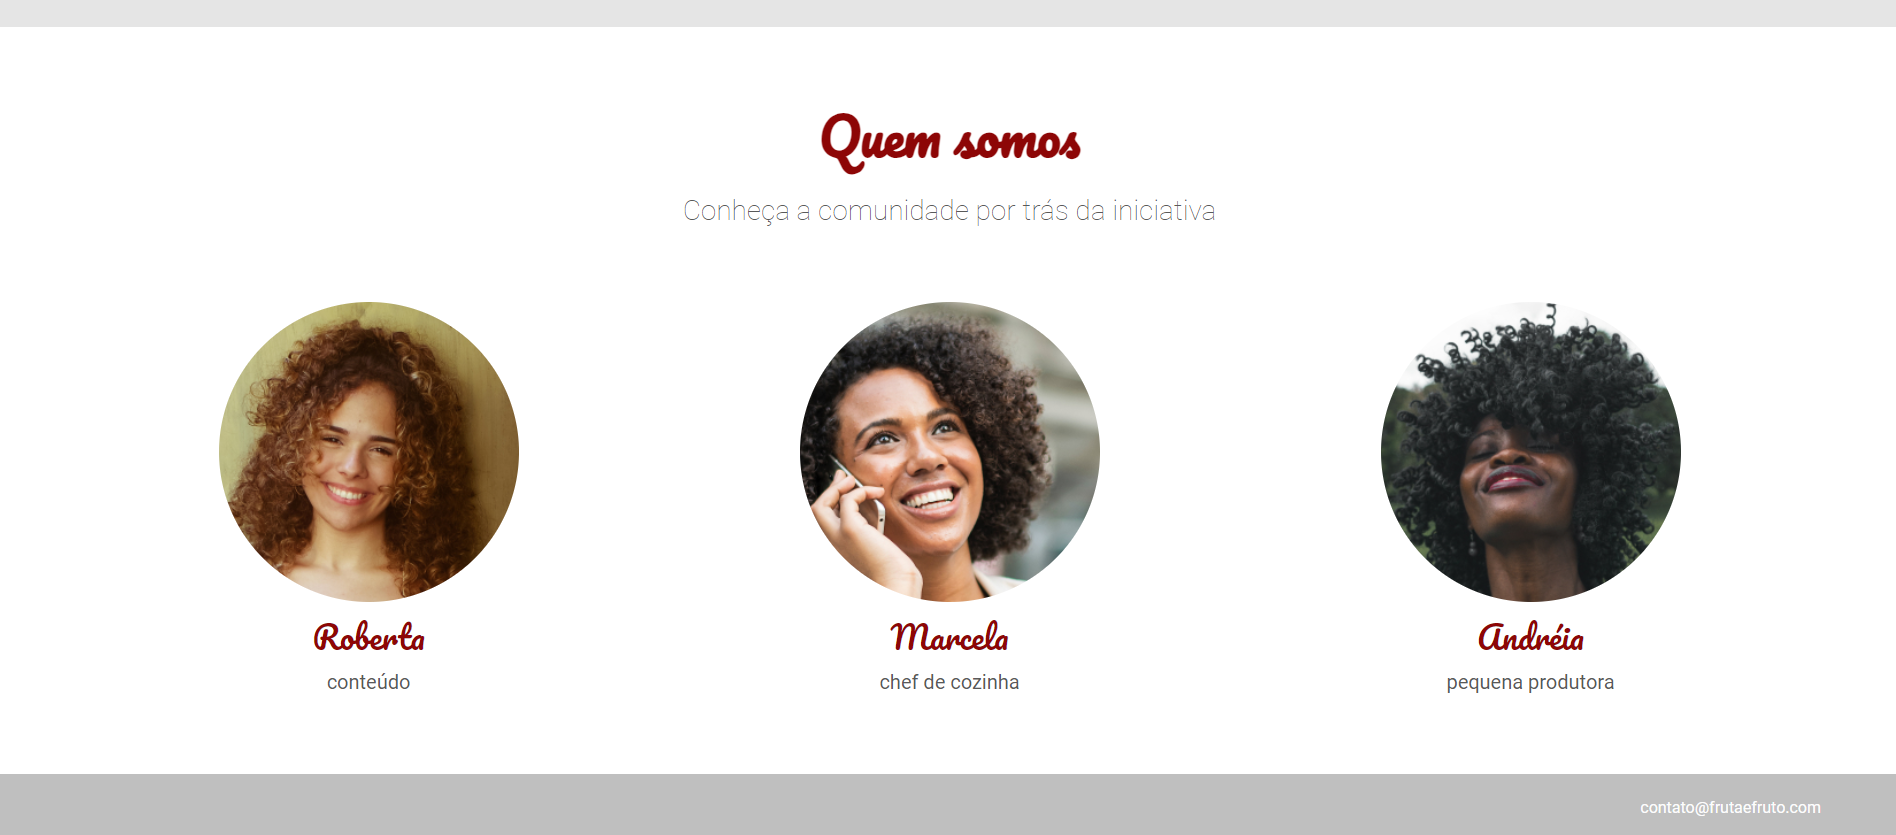 Quem somos
Conheça a comunidade por trás da iniciativa
Roberta
conteúdo
Marcela
chef de cozinha
Andréia
pequena produtora
contato@frutaefruto.com